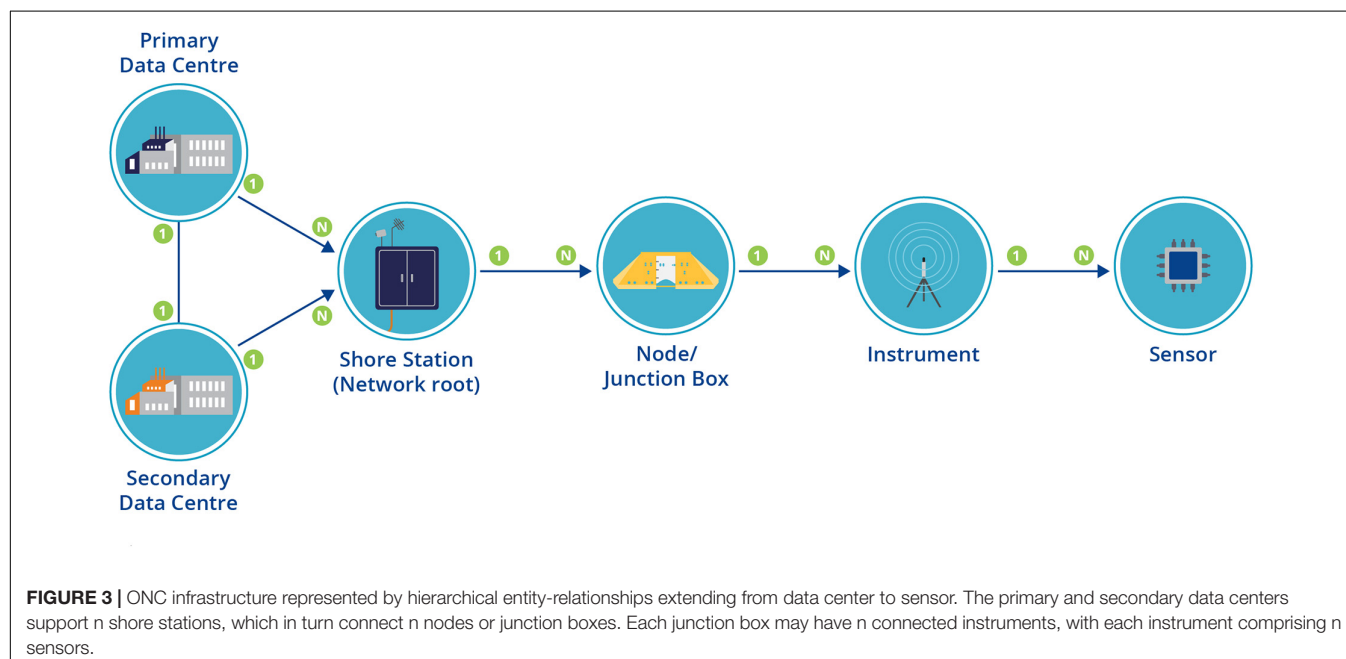 Primary
Data Centre
1
N
1
1
N
1
Shore Station
(Network root)
1
N
Node/
Junction Box
1
N
Instrument
1
N
Sensor
Secondary
Data Centre
FIGURE 3 | ONC infrastructure represented by hierarchical entity-relationships extending from data center to sensor. The primary and secondary data centers
support n shore stations, which in turn connect n nodes or junction boxes. Each junction box may have n connected instruments, with each instrument comprising n
sensors.